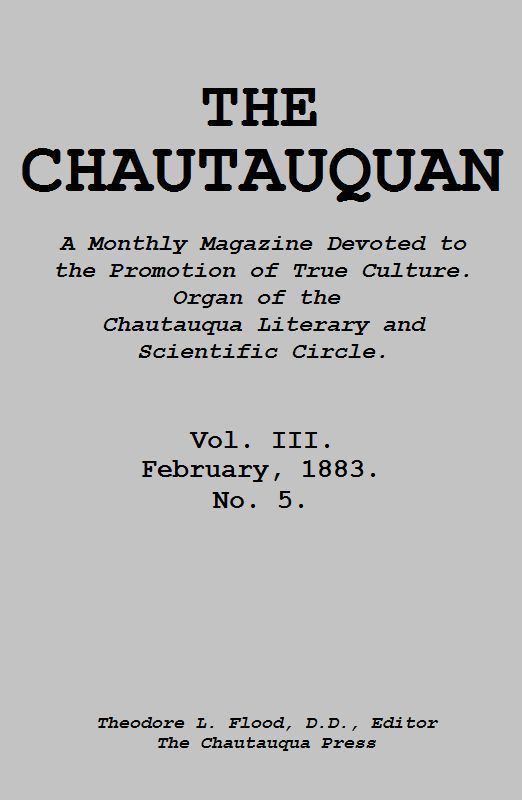 THE
CHAUTAUQUAN
A Monthly Magazine Devoted to
the Promotion of True Culture.
Organ of the
Chautauqua Literary and
Scientific Circle.
Vol. III.
February, 1883.
No. 5.
Theodore L. Flood, D.D., Editor
The Chautauqua Press